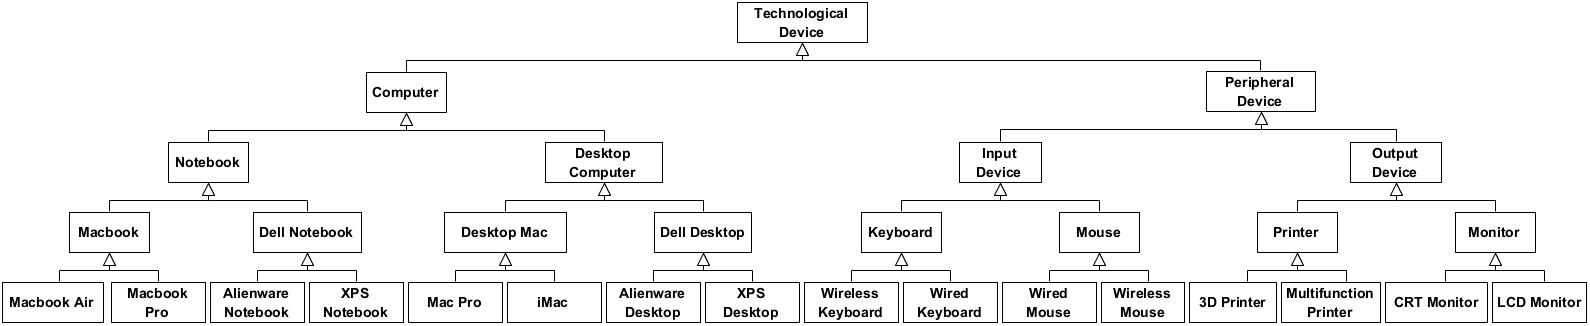 Technological
Device
Computer
Peripheral
Device
Notebook
Desktop
Computer
Input
Device
Output
Device
Macbook
Dell Notebook
Desktop Mac
Dell Desktop
Keyboard
Mouse
Printer
Monitor
Macbook Air
Macbook
Pro
Alienware
Notebook
XPS
Notebook
Mac Pro
iMac
Alienware
Desktop
XPS
Desktop
Wireless
Keyboard
Wired
Keyboard
Wired
Mouse
Wireless
Mouse
3D Printer
Multifunction
Printer
CRT Monitor
LCD Monitor